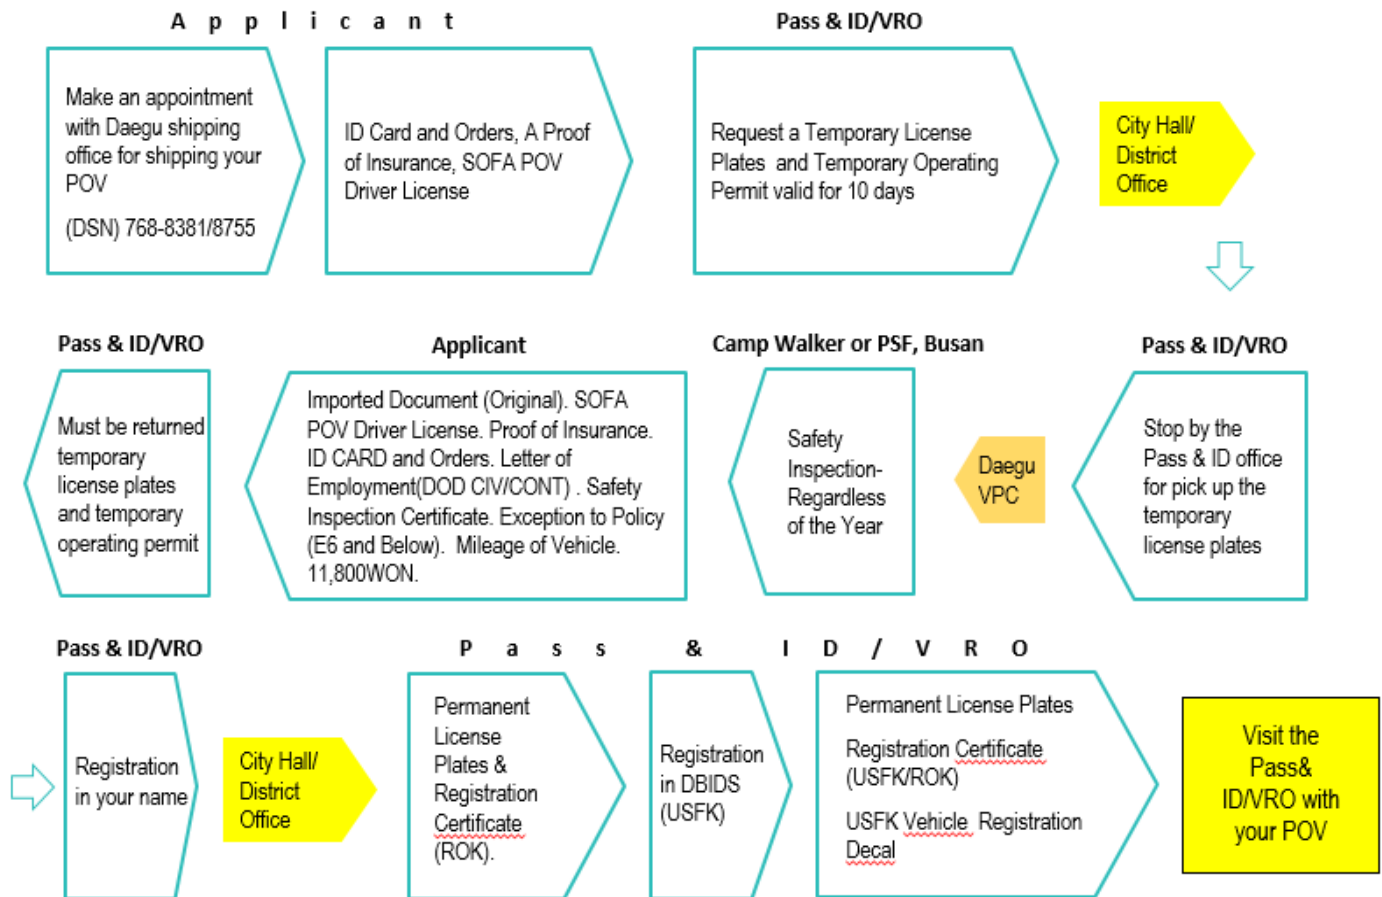 A p p l i c a n t
Pass & ID/VRO
Make an appointment
with Daegu shipping
office for shipping your
POV
(DSN) 768-8381/8755
ID Card and Orders, A Proof
of Insurance, SOFA POV
Driver License
Request a Temporary License
Plates and Temporary Operating
Permit valid for 10 days
City Hall/
District
Office
Pass & ID/VRO
Stop by the
Pass & ID office
for pick up the
temporary
license plates
Daegu
VPC
Camp Walker or PSF, Busan
Safety
Inspection-
Regardless
of the Year
Applicant
Imported Document (Original). SOFA
POV Driver License. Proof of Insurance.
ID CARD and Orders. Letter of
Employment(DOD CIV/CONT) . Safety
Inspection Certificate. Exception to Policy
(E6 and Below). Mileage of Vehicle.
11,800WON.
Pass & ID/VRO
Must be returned
temporary
license plates
and temporary
operating permit
Pass & ID/VRO
Registration
in your name
City Hall/
District
Office
P a s s & I D / V R O
Permanent
License
Plates &
Registration
Certificate
(ROK).
Registration
in DBIDS
(USFK)
Permanent License Plates
Registration Certificate
(USFK/ROK)
USFK Vehicle Registration
Decal
Visit the
Pass&
ID/VRO with
your POV